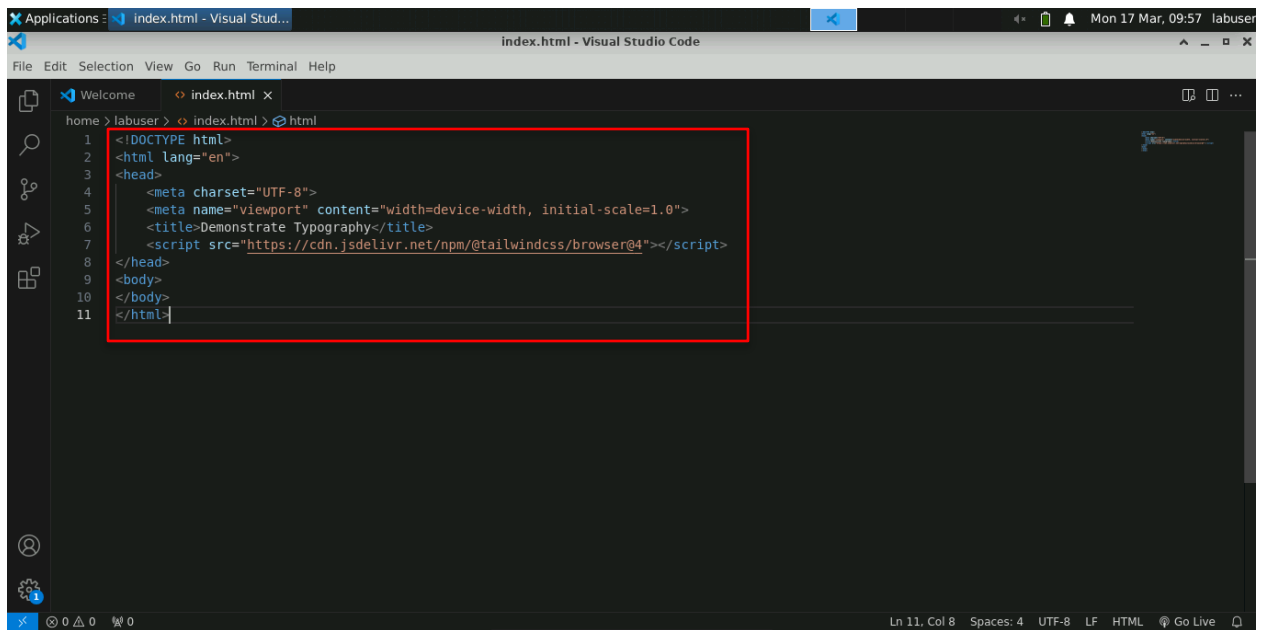 Applications index.html - Visual Stud... Mon 17 Mar, 09:57 labuser
index.html - Visual Studio Code
File Edit Selection View Go Run Terminal Help
Welcome index.html
home > labuser > index.html > html
1 <!DOCTYPE html>
2 <html lang="en">
3 <head>
4     <meta charset="UTF-8">
5     <meta name="viewport" content="width=device-width, initial-scale=1.0">
6     <title>Demonstrate Typography</title>
7     <script src="https://cdn.jsdelivr.net/npm/@tailwindcss/browser@4"></script>
8 </head>
9 <body>
10 </body>
11 </html>
1
0 0 0 Ln 11, Col 8 Spaces: 4 UTF-8 LF HTML Go Live